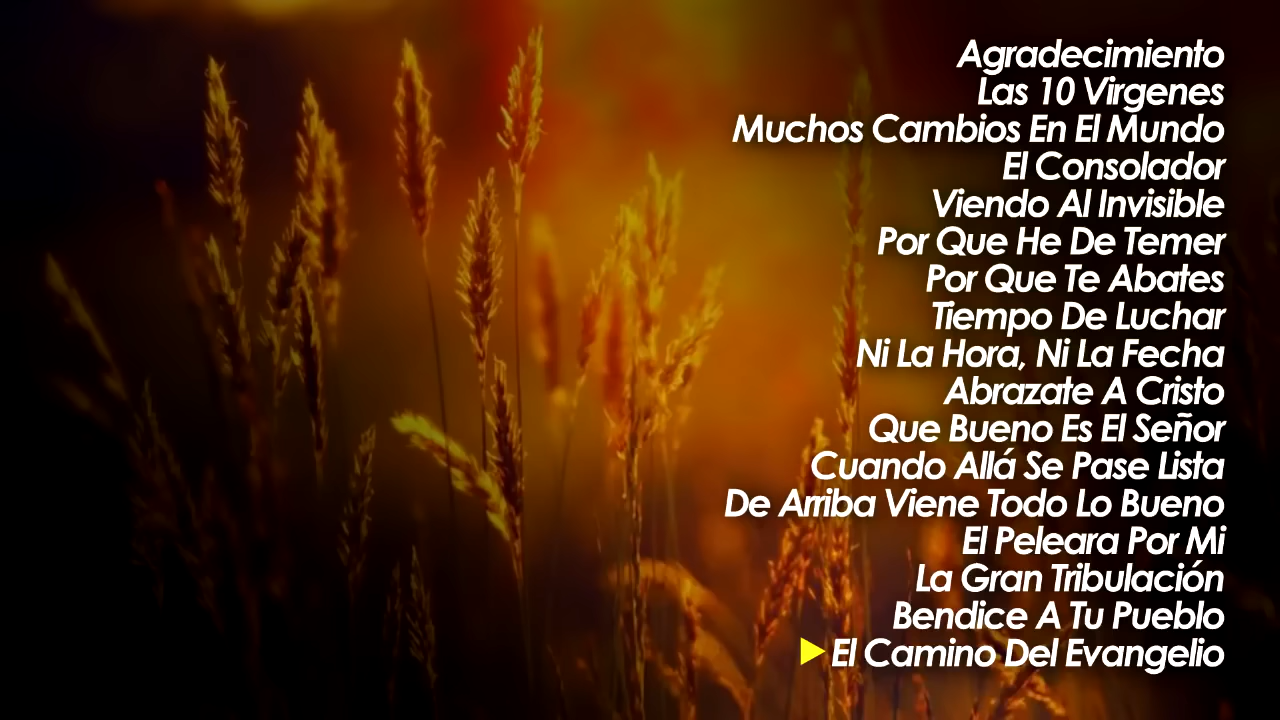 Agradecimiento
Las 10 Virgenes
Muchos Cambios En El Mundo
El Consolador
Viendo Al Invisible
Por Que He De Temer
Por Que Te Abates
Tiempo De Luchar
Ni La Hora, Ni La Fecha
Abrazate A Cristo
Que Bueno Es El Señor
Cuando Allá Se Pase Lista
De Arriba Viene Todo Lo Bueno
El Peleara Por Mi
La Gran Tribulación
Bendice A Tu Pueblo
El Camino Del Evangelio